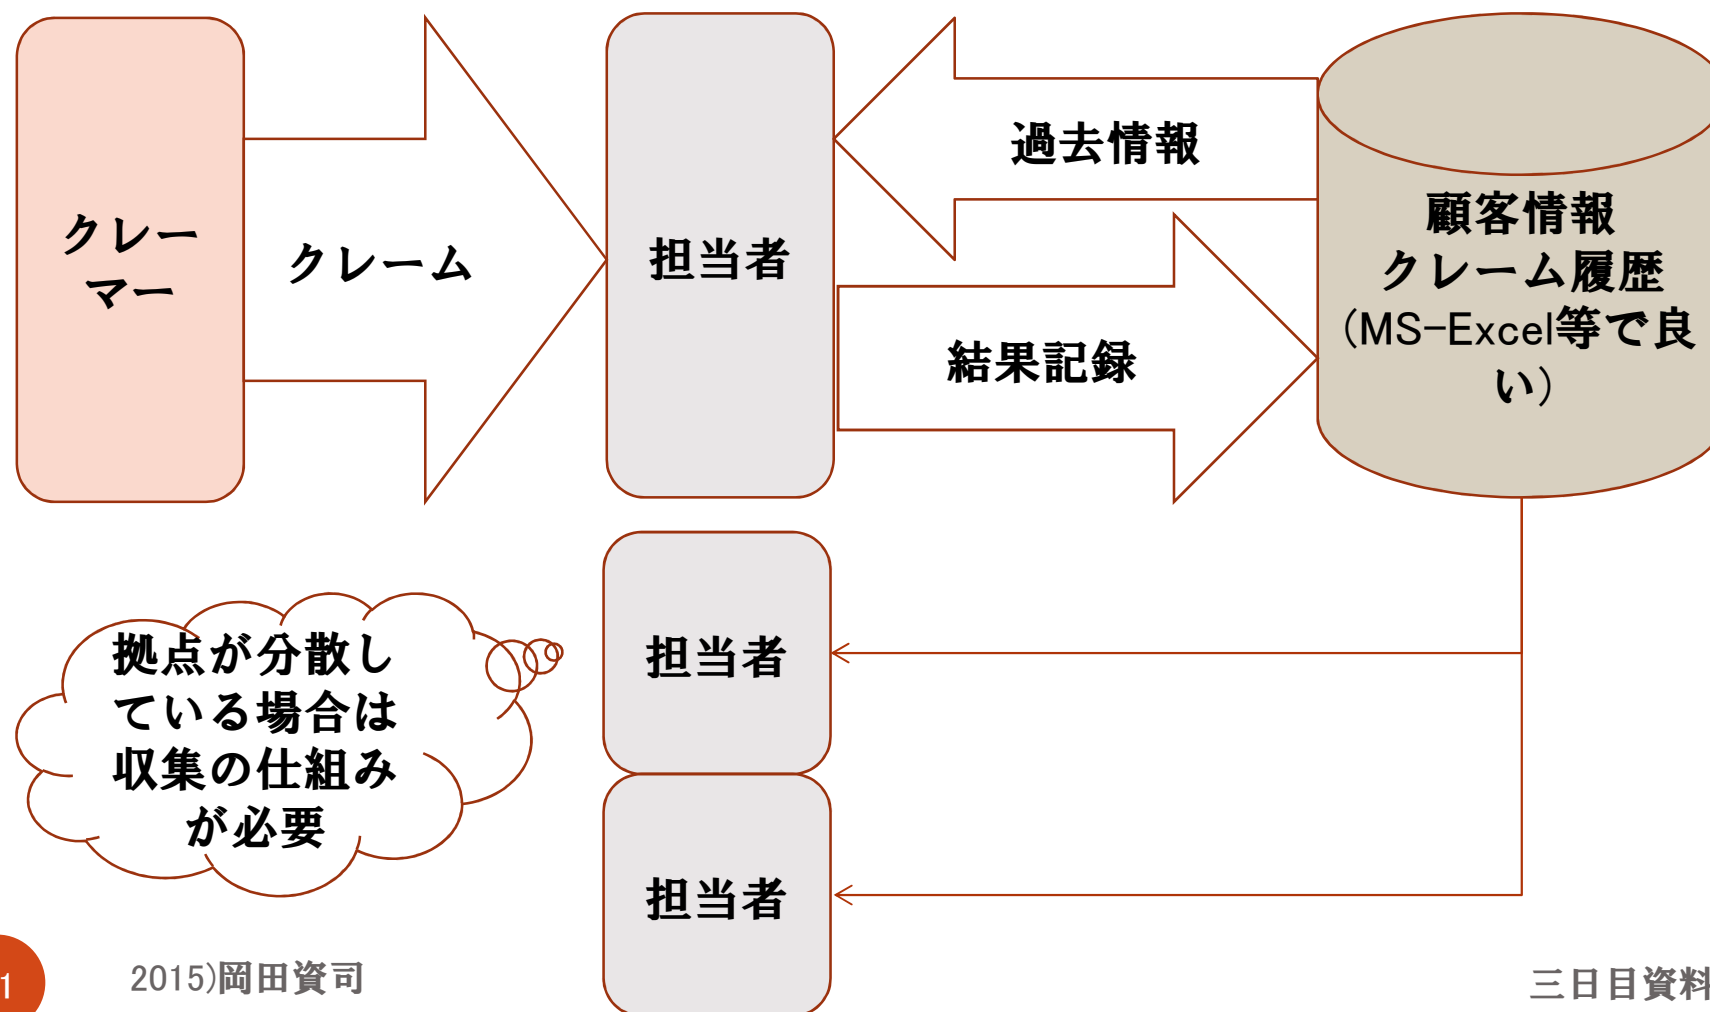 クレー
マー
クレーム
担当者
過去情報
結果記録
顧客情報
クレーム履歴
(MS-Excel等で良
い)
拠点が分散し
ている場合は
収集の仕組み
が必要
担当者
担当者
1
2015)岡田資司
三日目資料